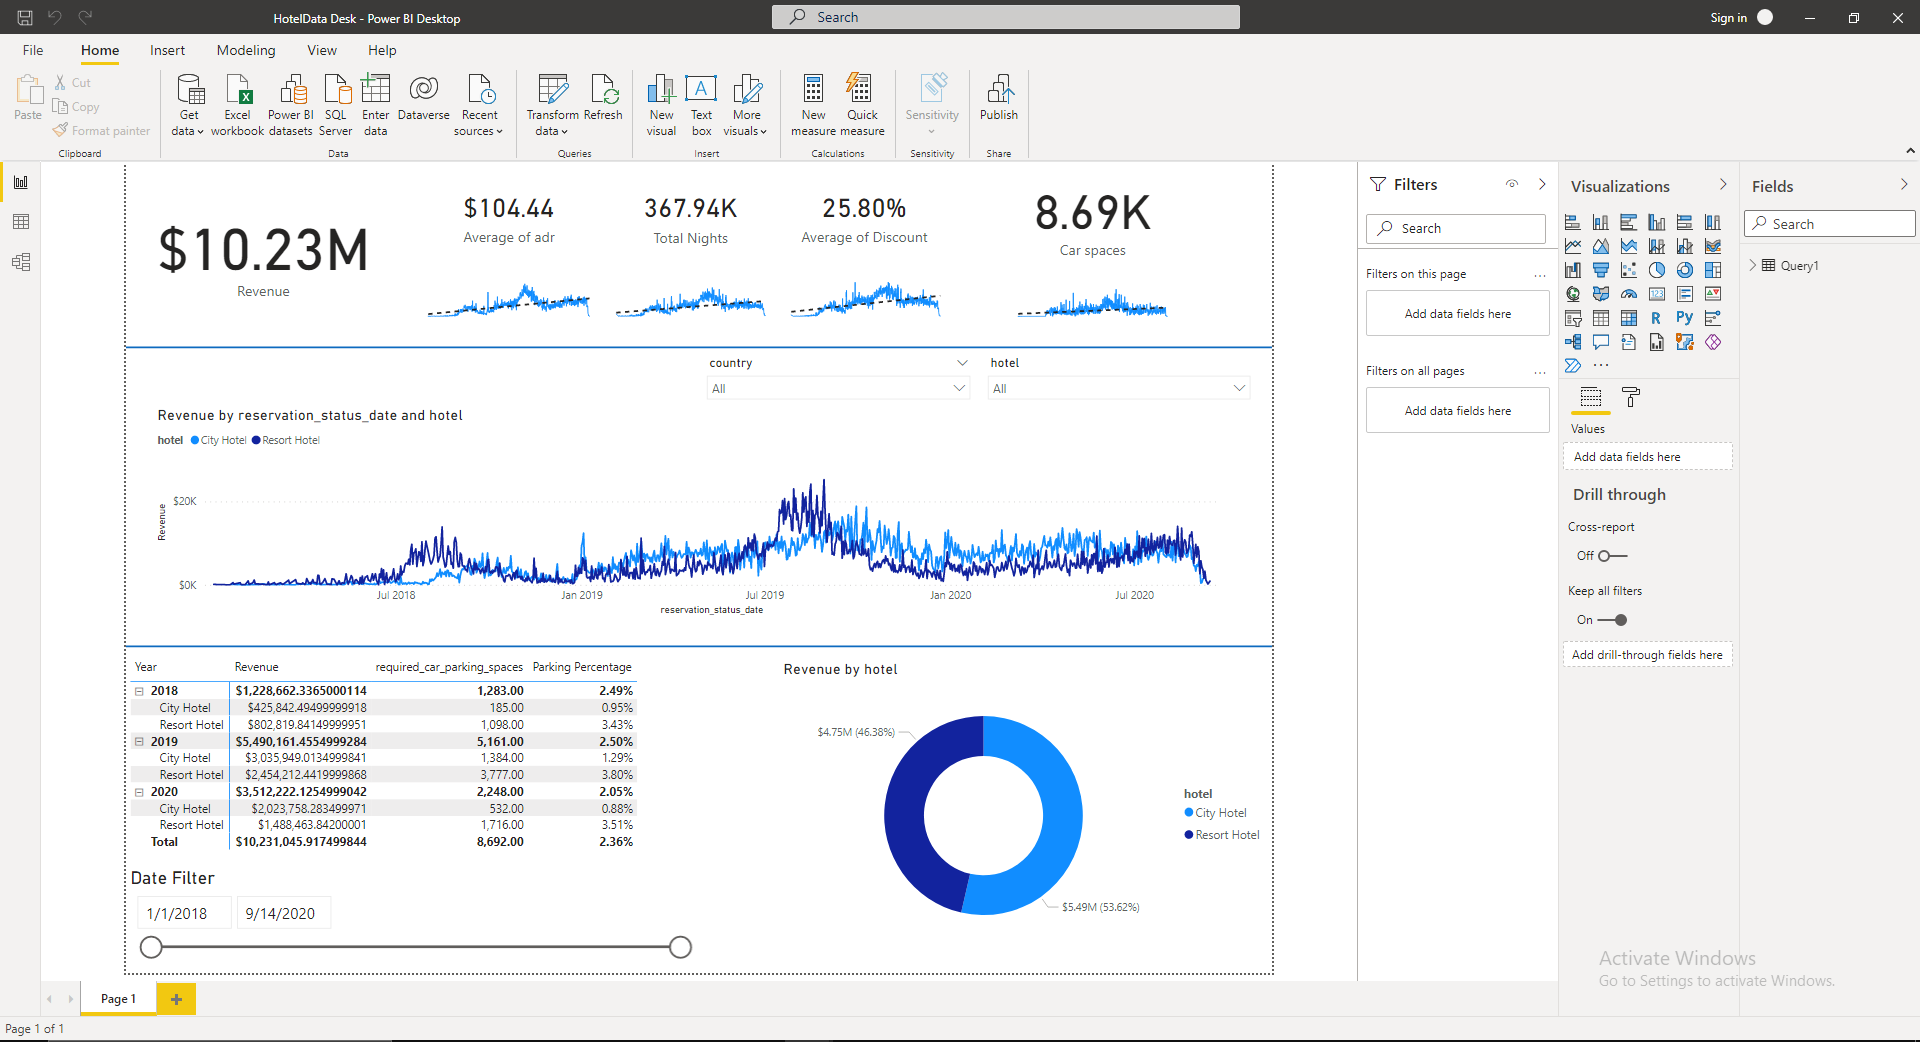 HotelData Desk - Power BI Desktop
Search
Sign in
File Home Insert Modeling View Help
Paste
Cut
Copy
Format painter
Clipboard
Get data
Excel workbook
Power BI datasets
SQL Server
Enter data
Dataverse
Recent sources
Data
Transform data
Refresh
Queries
New visual
Text box
More visuals
Insert
New measure
Quick measure
Calculations
Sensitivity
Sensitivity
Publish
Share
$10.23M
Revenue
$104.44
Average of adr
367.94K
Total Nights
25.80%
Average of Discount
8.69K
Car spaces
country
All
hotel
All
Revenue by reservation_status_date and hotel
hotel City Hotel Resort Hotel
Revenue
$20K
$0K
Jul 2018 Jan 2019 Jul 2019 Jan 2020 Jul 2020
reservation_status_date
Year Revenue required_car_parking_spaces Parking Percentage
2018 $1,228,662.3365000114 1,283.00 2.49%
City Hotel $425,842.49499999918 185.00 0.95%
Resort Hotel $802,819.84149999951 1,098.00 3.43%
2019 $5,490,161.4554999284 5,161.00 2.50%
City Hotel $3,035,949.0134999841 1,384.00 1.29%
Resort Hotel $2,454,212.4419999868 3,777.00 3.80%
2020 $3,512,222.1254999042 2,248.00 2.05%
City Hotel $2,023,758.283499971 532.00 0.88%
Resort Hotel $1,488,463.84200001 1,716.00 3.51%
Total $10,231,045.917499844 8,692.00 2.36%
Date Filter
1/1/2018 9/14/2020
Revenue by hotel
$4.75M (46.38%)
$5.49M (53.62%)
hotel
City Hotel
Resort Hotel
Filters
Search
Filters on this page
Add data fields here
Filters on all pages
Add data fields here
Visualizations
123
R Py
Values
Add data fields here
Drill through
Cross-report
Off
Keep all filters
On
Add drill-through fields here
Fields
Search
Query1
Activate Windows
Go to Settings to activate Windows.
Page 1
Page 1 of 1